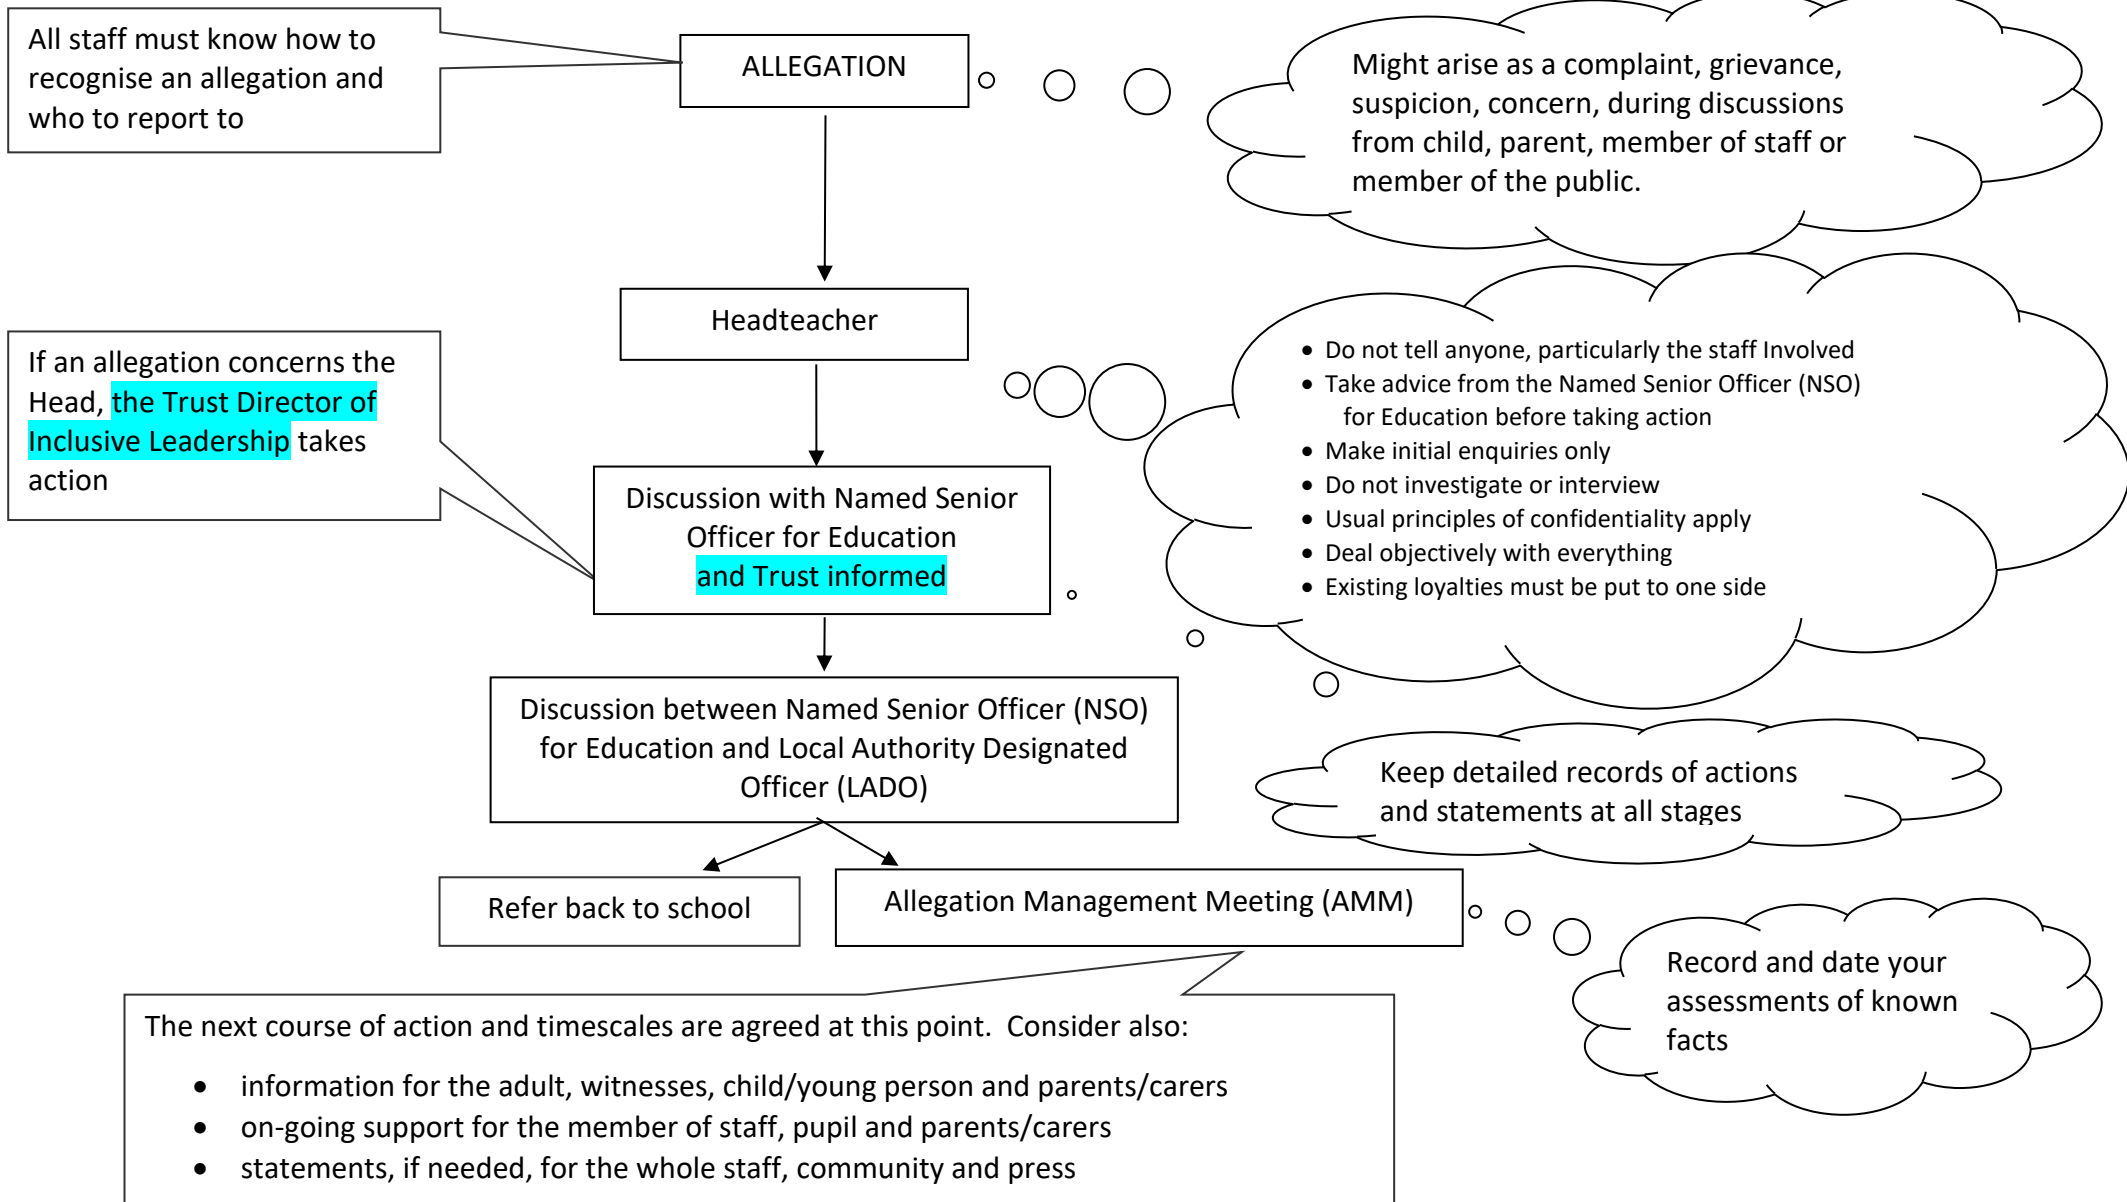 All staff must know how to
recognise an allegation and
who to report to
ALLEGATION
Might arise as a complaint, grievance,
suspicion, concern, during discussions
from child, parent, member of staff or
member of the public.
Headteacher
If an allegation concerns the
Head, the Trust Director of
Inclusive Leadership takes
action
• Do not tell anyone, particularly the staff Involved
• Take advice from the Named Senior Officer (NSO)
for Education before taking action
• Make initial enquiries only
• Do not investigate or interview
• Usual principles of confidentiality apply
• Deal objectively with everything
• Existing loyalties must be put to one side
Discussion with Named Senior
Officer for Education
and Trust informed
Discussion between Named Senior Officer (NSO)
for Education and Local Authority Designated
Officer (LADO)
Keep detailed records of actions
and statements at all stages
Refer back to school
Allegation Management Meeting (AMM)
Record and date your
assessments of known
facts
The next course of action and timescales are agreed at this point.  Consider also:
• information for the adult, witnesses, child/young person and parents/carers
• on-going support for the member of staff, pupil and parents/carers
• statements, if needed, for the whole staff, community and press